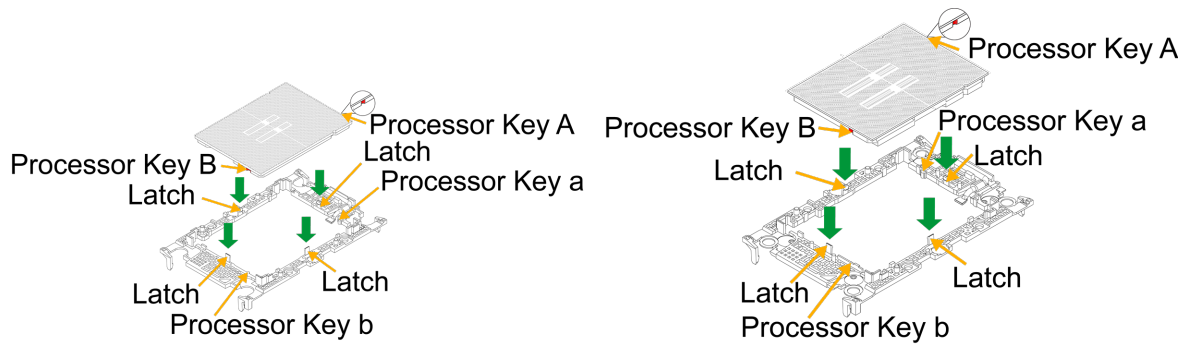 Processor Key A
Processor Key B
Latch
Processor Key a
Latch
Latch
Latch
Processor Key b
Processor Key A
Processor Key B
Processor Key a
Latch
Latch
Latch
Latch
Processor Key b